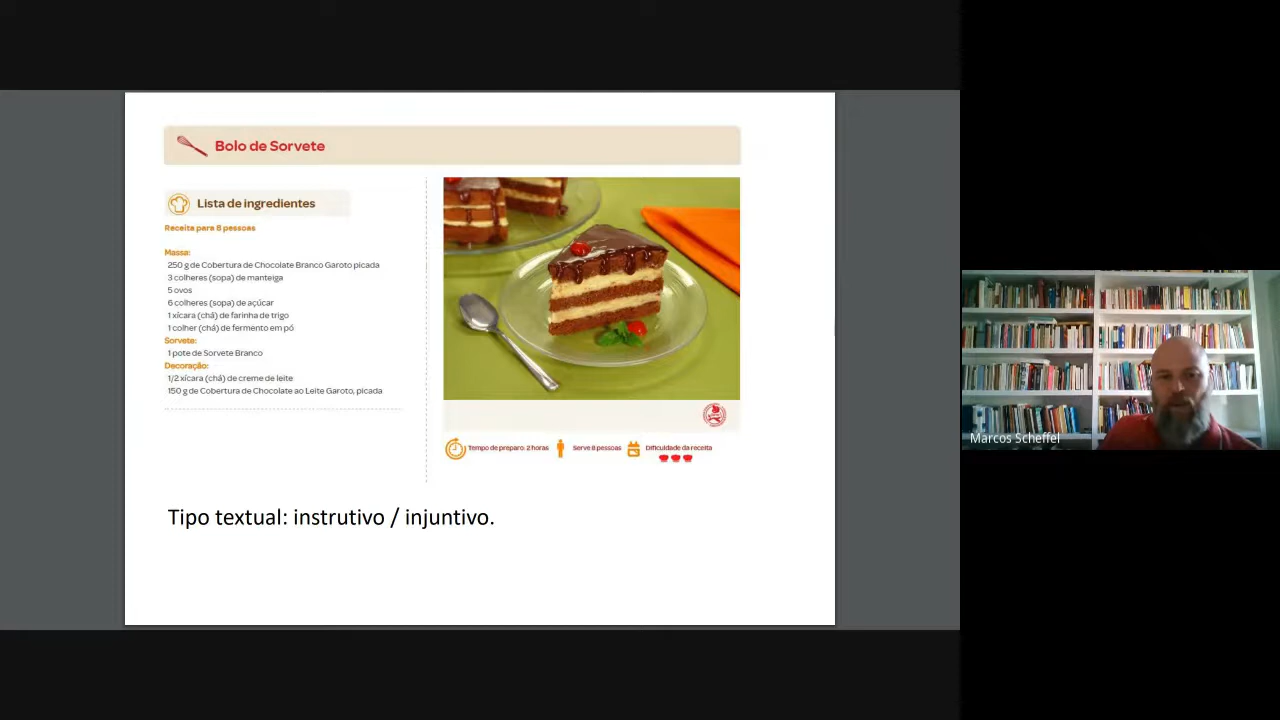 Bolo de Sorvete
Lista de ingredientes
Receita para 8 pessoas
Massa:
250 g de Cobertura de Chocolate Branco Garoto picada
3 colheres (sopa) de manteiga
5 ovos
6 colheres (sopa) de açúcar
1 xícara (chá) de farinha de trigo
1 colher (chá) de fermento em pó
Sorvete:
1 pote de Sorvete Branco
Decoração:
1/2 xícara (chá) de creme de leite
150 g de Cobertura de Chocolate ao Leite Garoto, picada
Tempo de preparo: 2 horas
Serve 8 pessoas
Dificuldade da receita
Tipo textual: instrutivo / injuntivo.
Marcos Scheffel